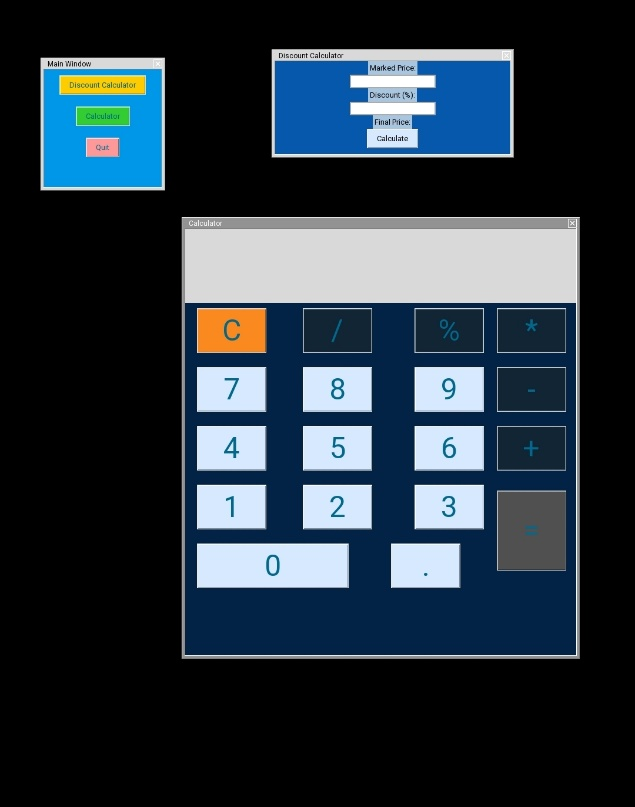 Main Window
Discount Calculator
Calculator
Quit
Discount Calculator
Marked Price:
Discount (%):
Final Price:
Calculate
Calculator
C / % *
7 8 9 -
4 5 6 +
1 2 3 =
0 .